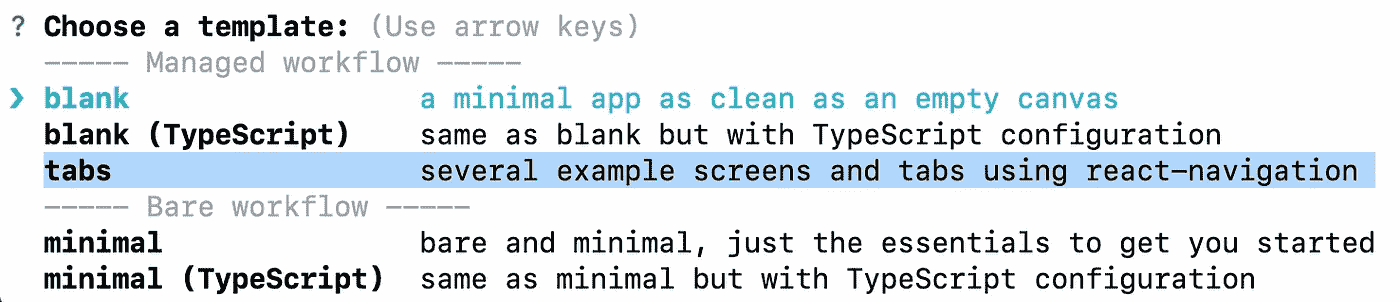 ? Choose a template: (Use arrow keys)
————— Managed workflow —————
❯ blank a minimal app as clean as an empty canvas
blank (TypeScript) same as blank but with TypeScript configuration
tabs several example screens and tabs using react-navigation
————— Bare workflow —————
minimal bare and minimal, just the essentials to get you started
minimal (TypeScript) same as minimal but with TypeScript configuration